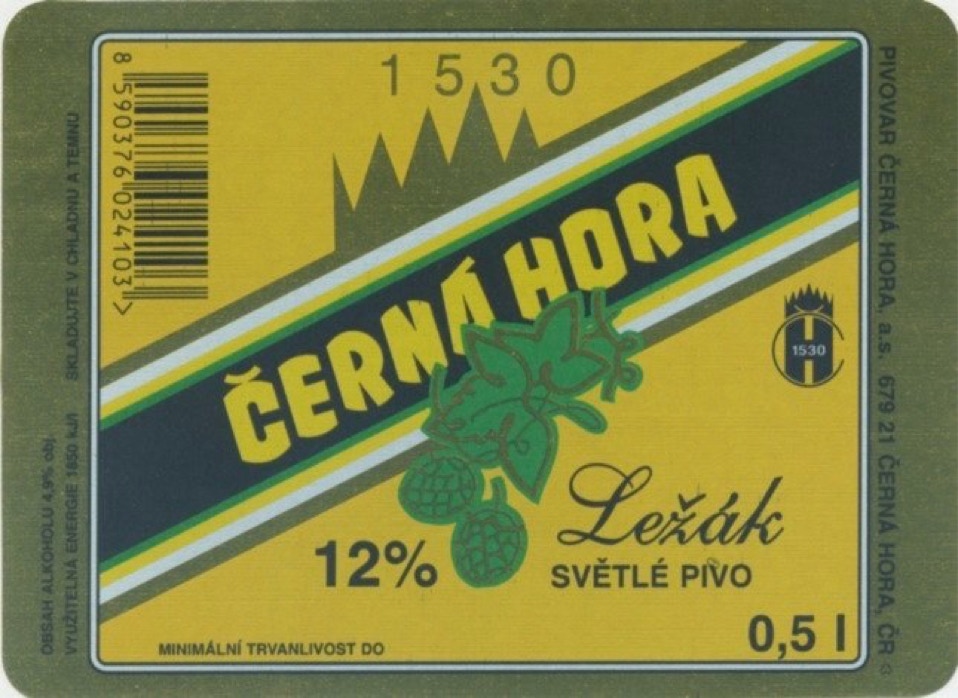 1530
ČERNÁ HORA
1530
12%
Ležák
SVĚTLÉ PIVO
0,5 l
MINIMÁLNÍ TRVANLIVOST DO
8 590376 024103 >
OBSAH ALKOHOLU 4,9% obj. SKLADUJTE V CHLADNU A TEMNU
VYUŽITELNA ENERGIE 1850 kJ/l
PIVOVAR ČERNÁ HORA, a.s. 679 21 ČERNÁ HORA, ČR